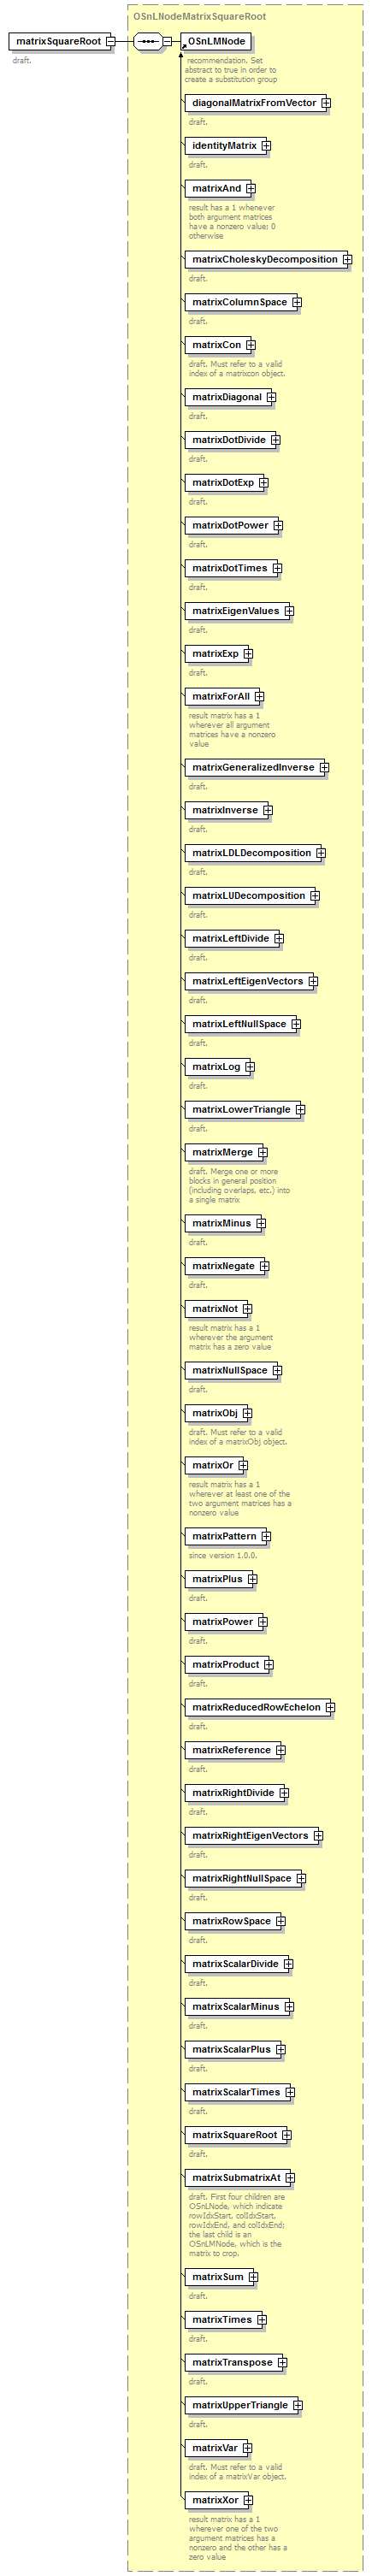 OSnLNodeMatrixSquareRoot
matrixSquareRoot
OSnLMNode
draft.
recommendation. Set
abstract to true in order to
create a substitution group
diagonalMatrixFromVector
draft.
identityMatrix
draft.
matrixAnd
result has a 1 whenever
both argument matrices
have a nonzero value; 0
otherwise
matrixCholeskyDecomposition
draft.
matrixColumnSpace
draft.
matrixCon
draft. Must refer to a valid
index of a matrixcon object.
matrixDiagonal
draft.
matrixDotDivide
draft.
matrixDotExp
draft.
matrixDotPower
draft.
matrixDotTimes
draft.
matrixEigenValues
draft.
matrixExp
draft.
matrixForAll
result matrix has a 1
wherever all argument
matrices have a nonzero
value
matrixGeneralizedInverse
draft.
matrixInverse
draft.
matrixLDLDecomposition
draft.
matrixLUDecomposition
draft.
matrixLeftDivide
draft.
matrixLeftEigenVectors
draft.
matrixLeftNullSpace
draft.
matrixLog
draft.
matrixLowerTriangle
draft.
matrixMerge
draft. Merge one or more
blocks in general position
(including overlaps, etc.) into
a single matrix
matrixMinus
draft.
matrixNegate
draft.
matrixNot
result matrix has a 1
wherever the argument
matrix has a zero value
matrixNullSpace
draft.
matrixObj
draft. Must refer to a valid
index of a matrixObj object.
matrixOr
result matrix has a 1
wherever at least one of the
two argument matrices has a
nonzero value
matrixPattern
since version 1.0.0.
matrixPlus
draft.
matrixPower
draft.
matrixProduct
draft.
matrixReducedRowEchelon
draft.
matrixReference
draft.
matrixRightDivide
draft.
matrixRightEigenVectors
draft.
matrixRightNullSpace
draft.
matrixRowSpace
draft.
matrixScalarDivide
draft.
matrixScalarMinus
draft.
matrixScalarPlus
draft.
matrixScalarTimes
draft.
matrixSquareRoot
draft.
matrixSubmatrixAt
draft. First four children are
OSnLNode, which indicate
rowIdxStart, colIdxStart,
rowIdxEnd, and colIdxEnd;
the last child is an
OSnLMNode, which is the
matrix to crop.
matrixSum
draft.
matrixTimes
draft.
matrixTranspose
draft.
matrixUpperTriangle
draft.
matrixVar
draft. Must refer to a valid
index of a matrixVar object.
matrixXor
result matrix has a 1
wherever one of the two
argument matrices has a
nonzero and the other has a
zero value